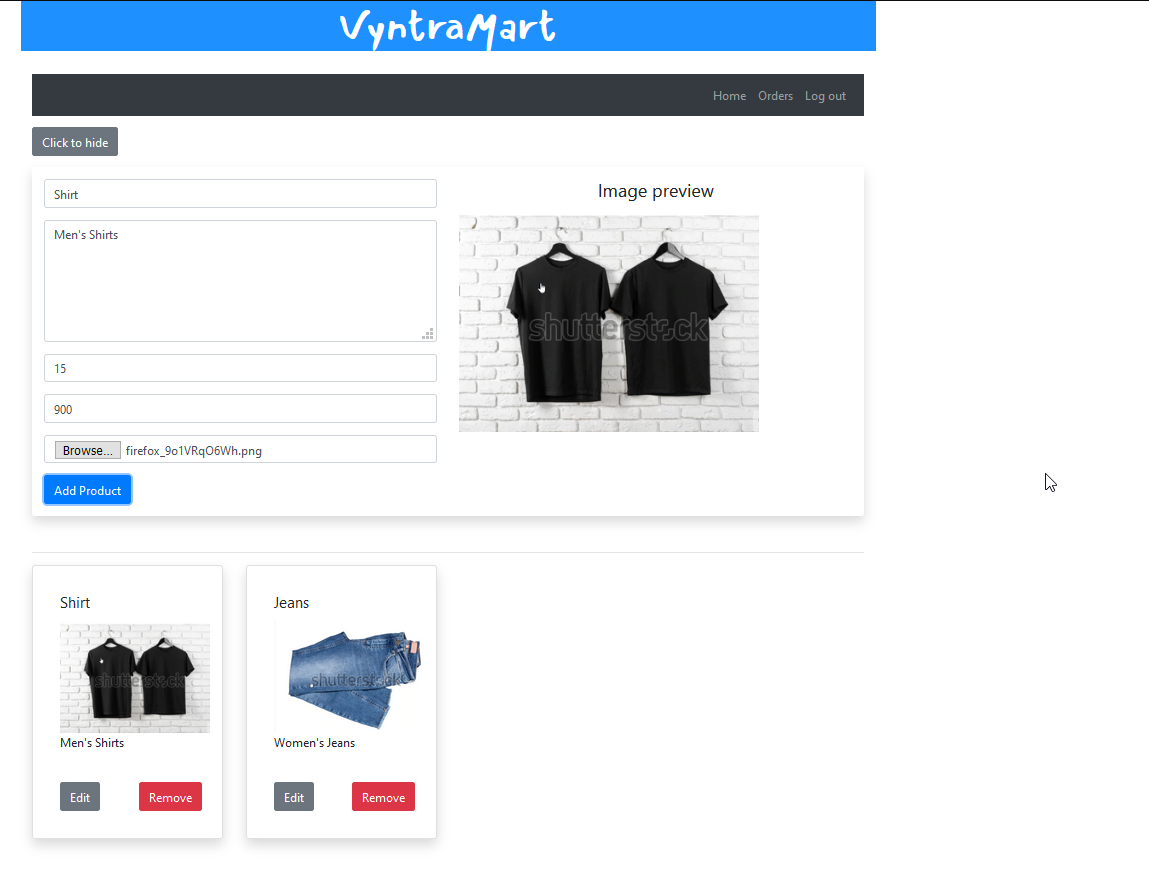 VyntraMart
Home Orders Log out
Click to hide
Shirt
Men's Shirts
15
900
Browse... firefox_9o1VRqO6Wh.png
Add Product
Image preview
shutterstock
Shirt
shutterstock
Men's Shirts
Edit Remove
Jeans
shutterstock
Women's Jeans
Edit Remove